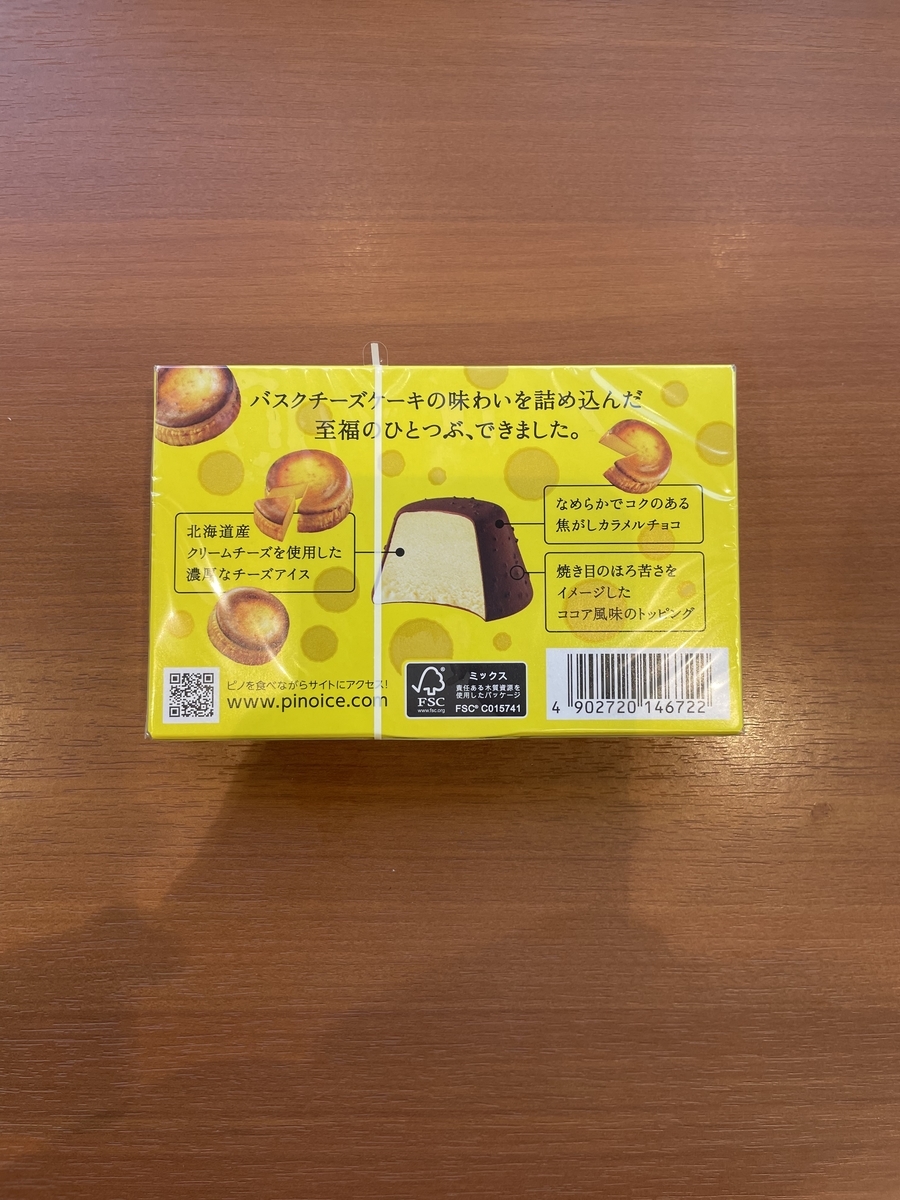 バスクチーズケーキの味わいを詰め込んだ
至福のひとつぶ、できました。
北海道産
クリームチーズを使用した
濃厚なチーズアイス
なめらかでコクのある
焦がしカラメルチョコ
焼き目のほろ苦さを
イメージした
ココア風味のトッピング
ピノを食べながらサイトにアクセス!
www.pinoice.com
FSC
www.fsc.org
ミックス
責任ある木質資源を
使用したパッケージ
FSC® C015741
4 902720 146722